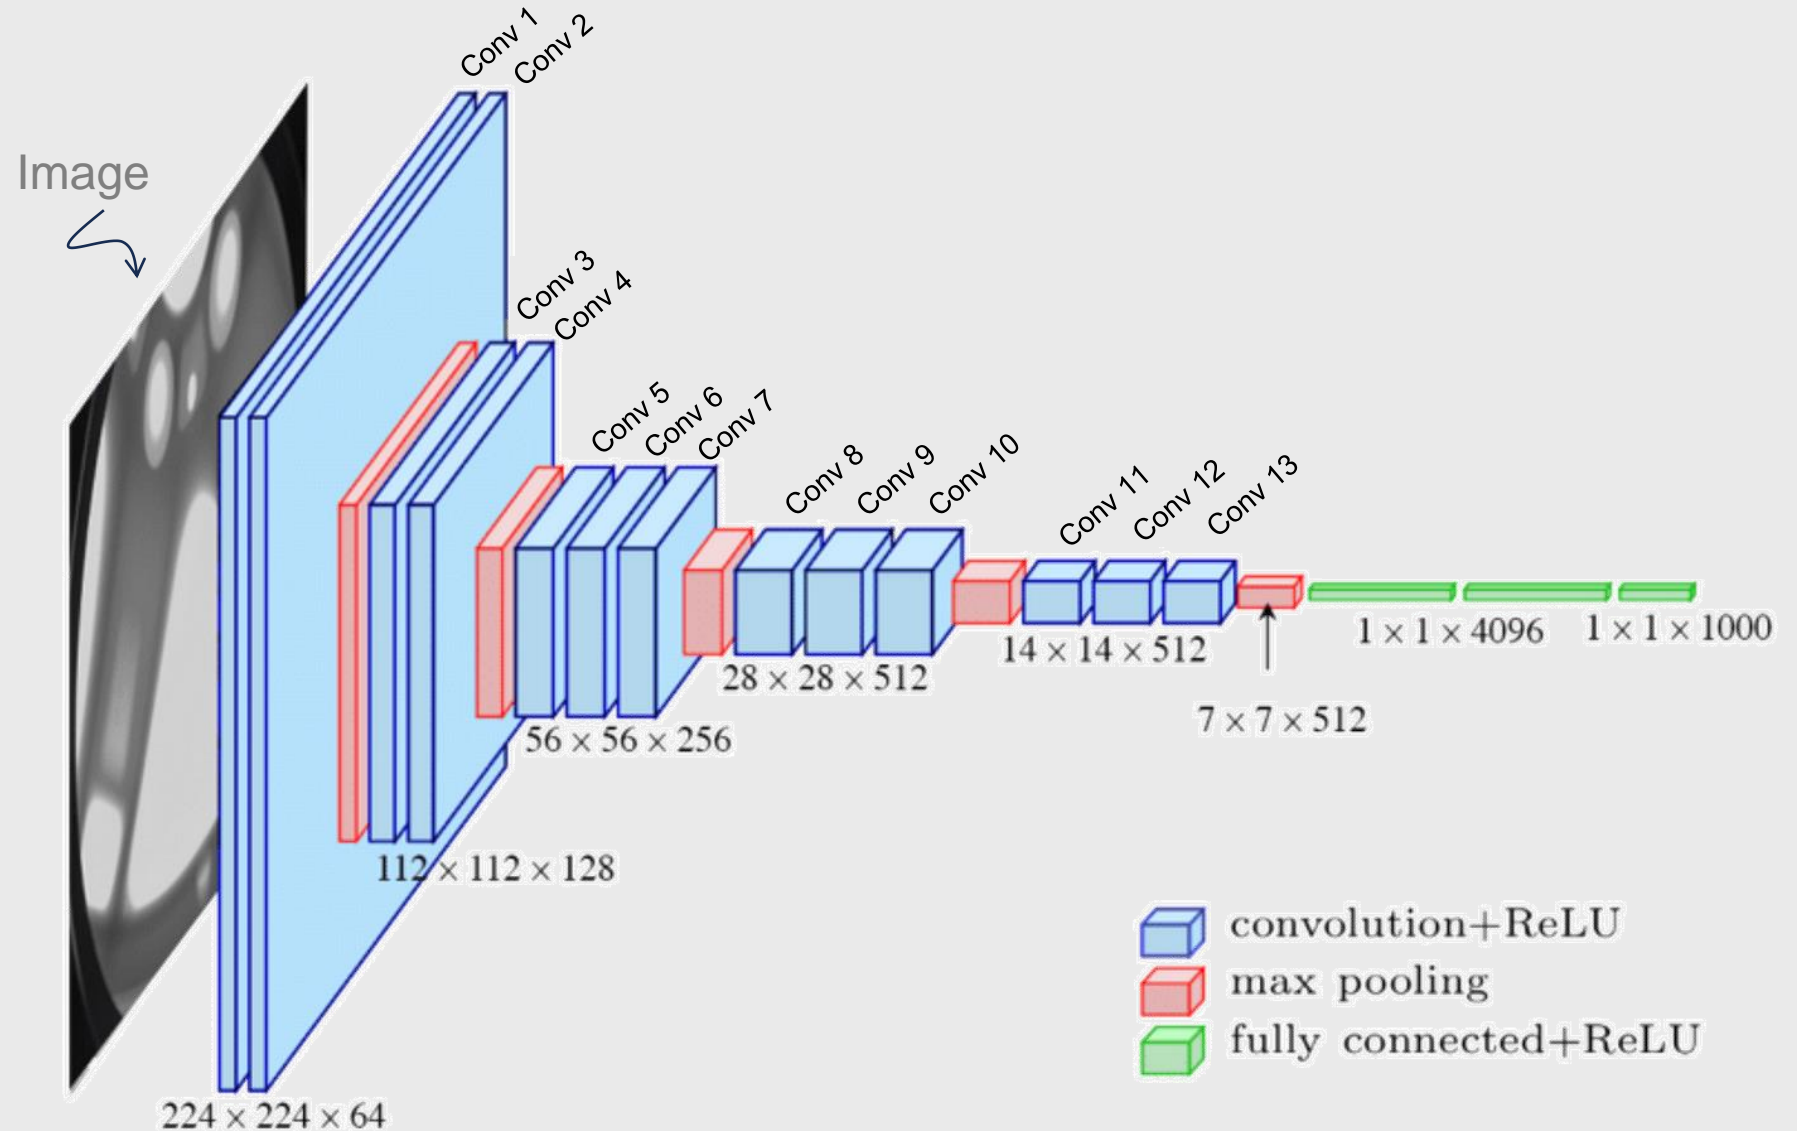 Conv 1
Conv 2
Image
Conv 3
Conv 4
Conv 5
Conv 6
Conv 7
Conv 8
Conv 9
Conv 10
Conv 11
Conv 12
Conv 13
1 × 1 × 4096
1 × 1 × 1000
14 × 14 × 512
28 × 28 × 512
7 × 7 × 512
56 × 56 × 256
112 × 112 × 128
224 × 224 × 64
convolution+ReLU
max pooling
fully connected+ReLU